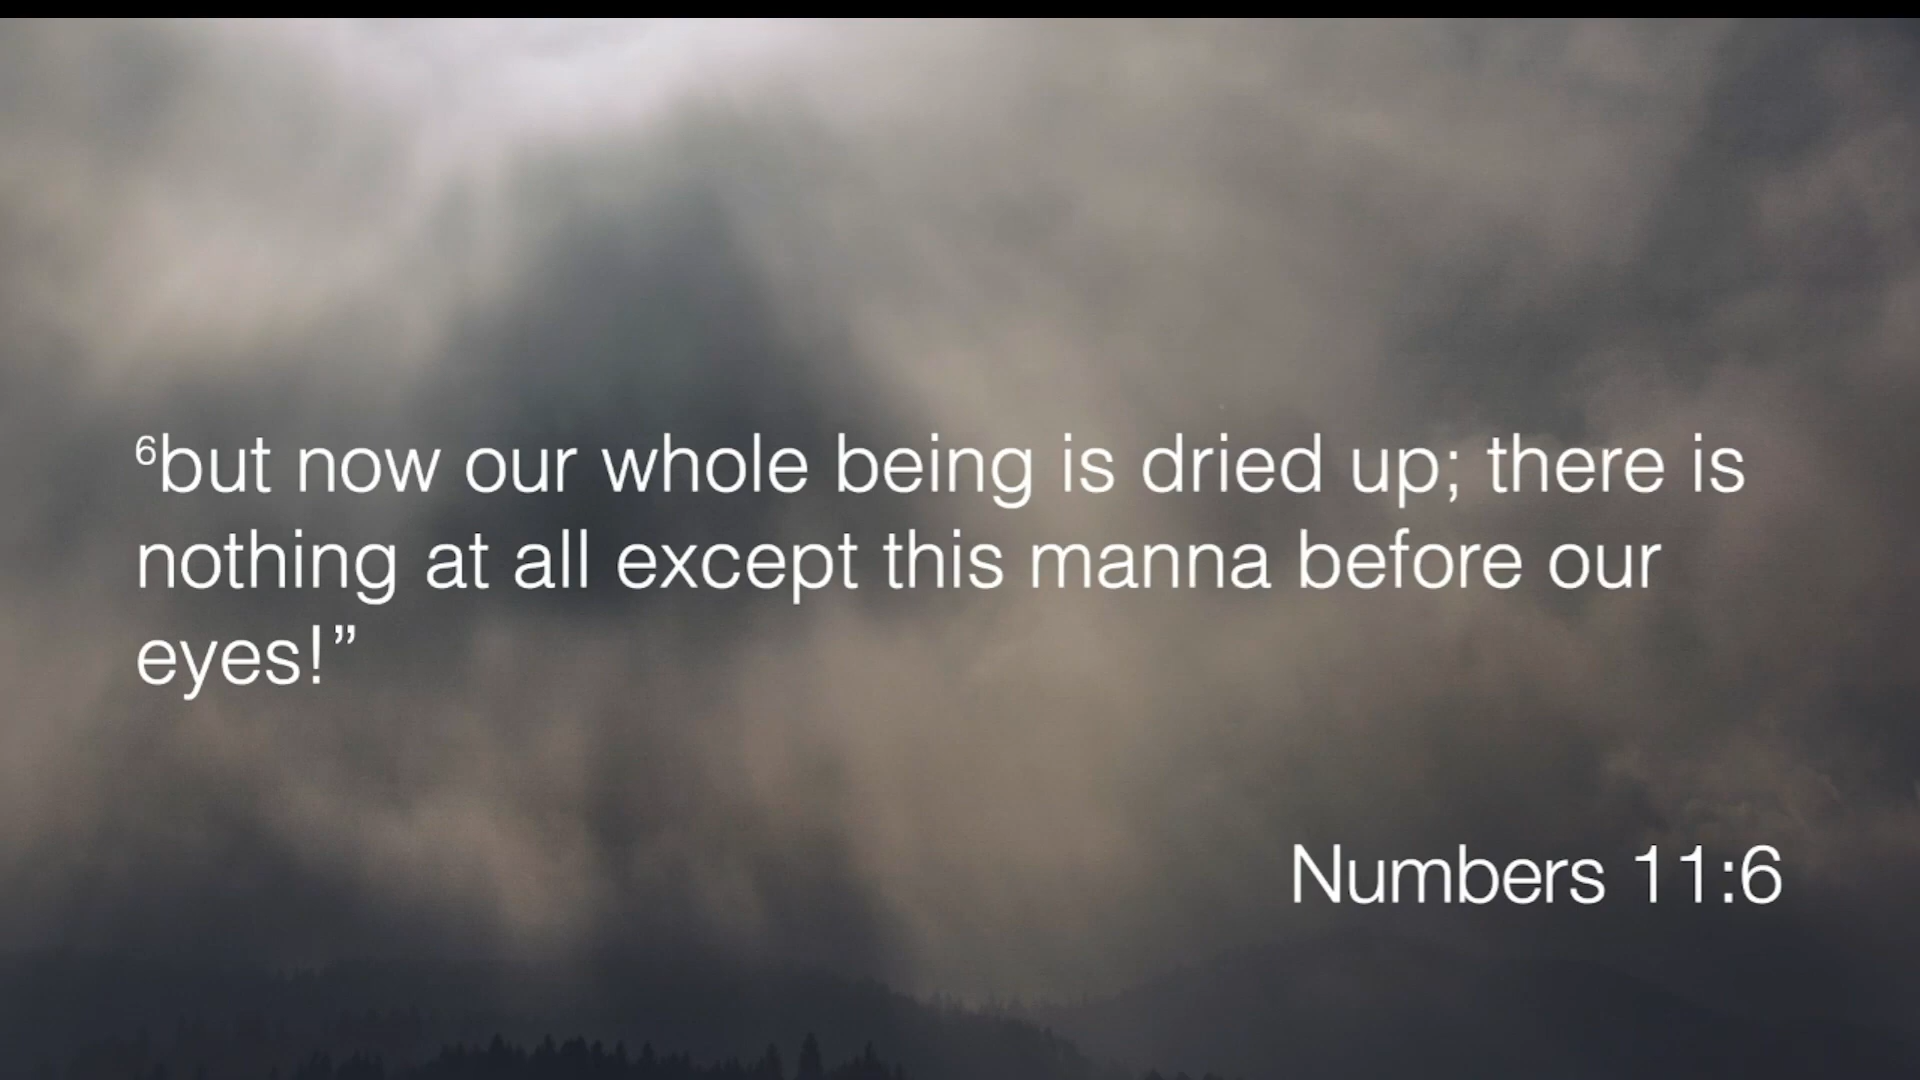 ⁶but now our whole being is dried up; there is
nothing at all except this manna before our
eyes!”
Numbers 11:6